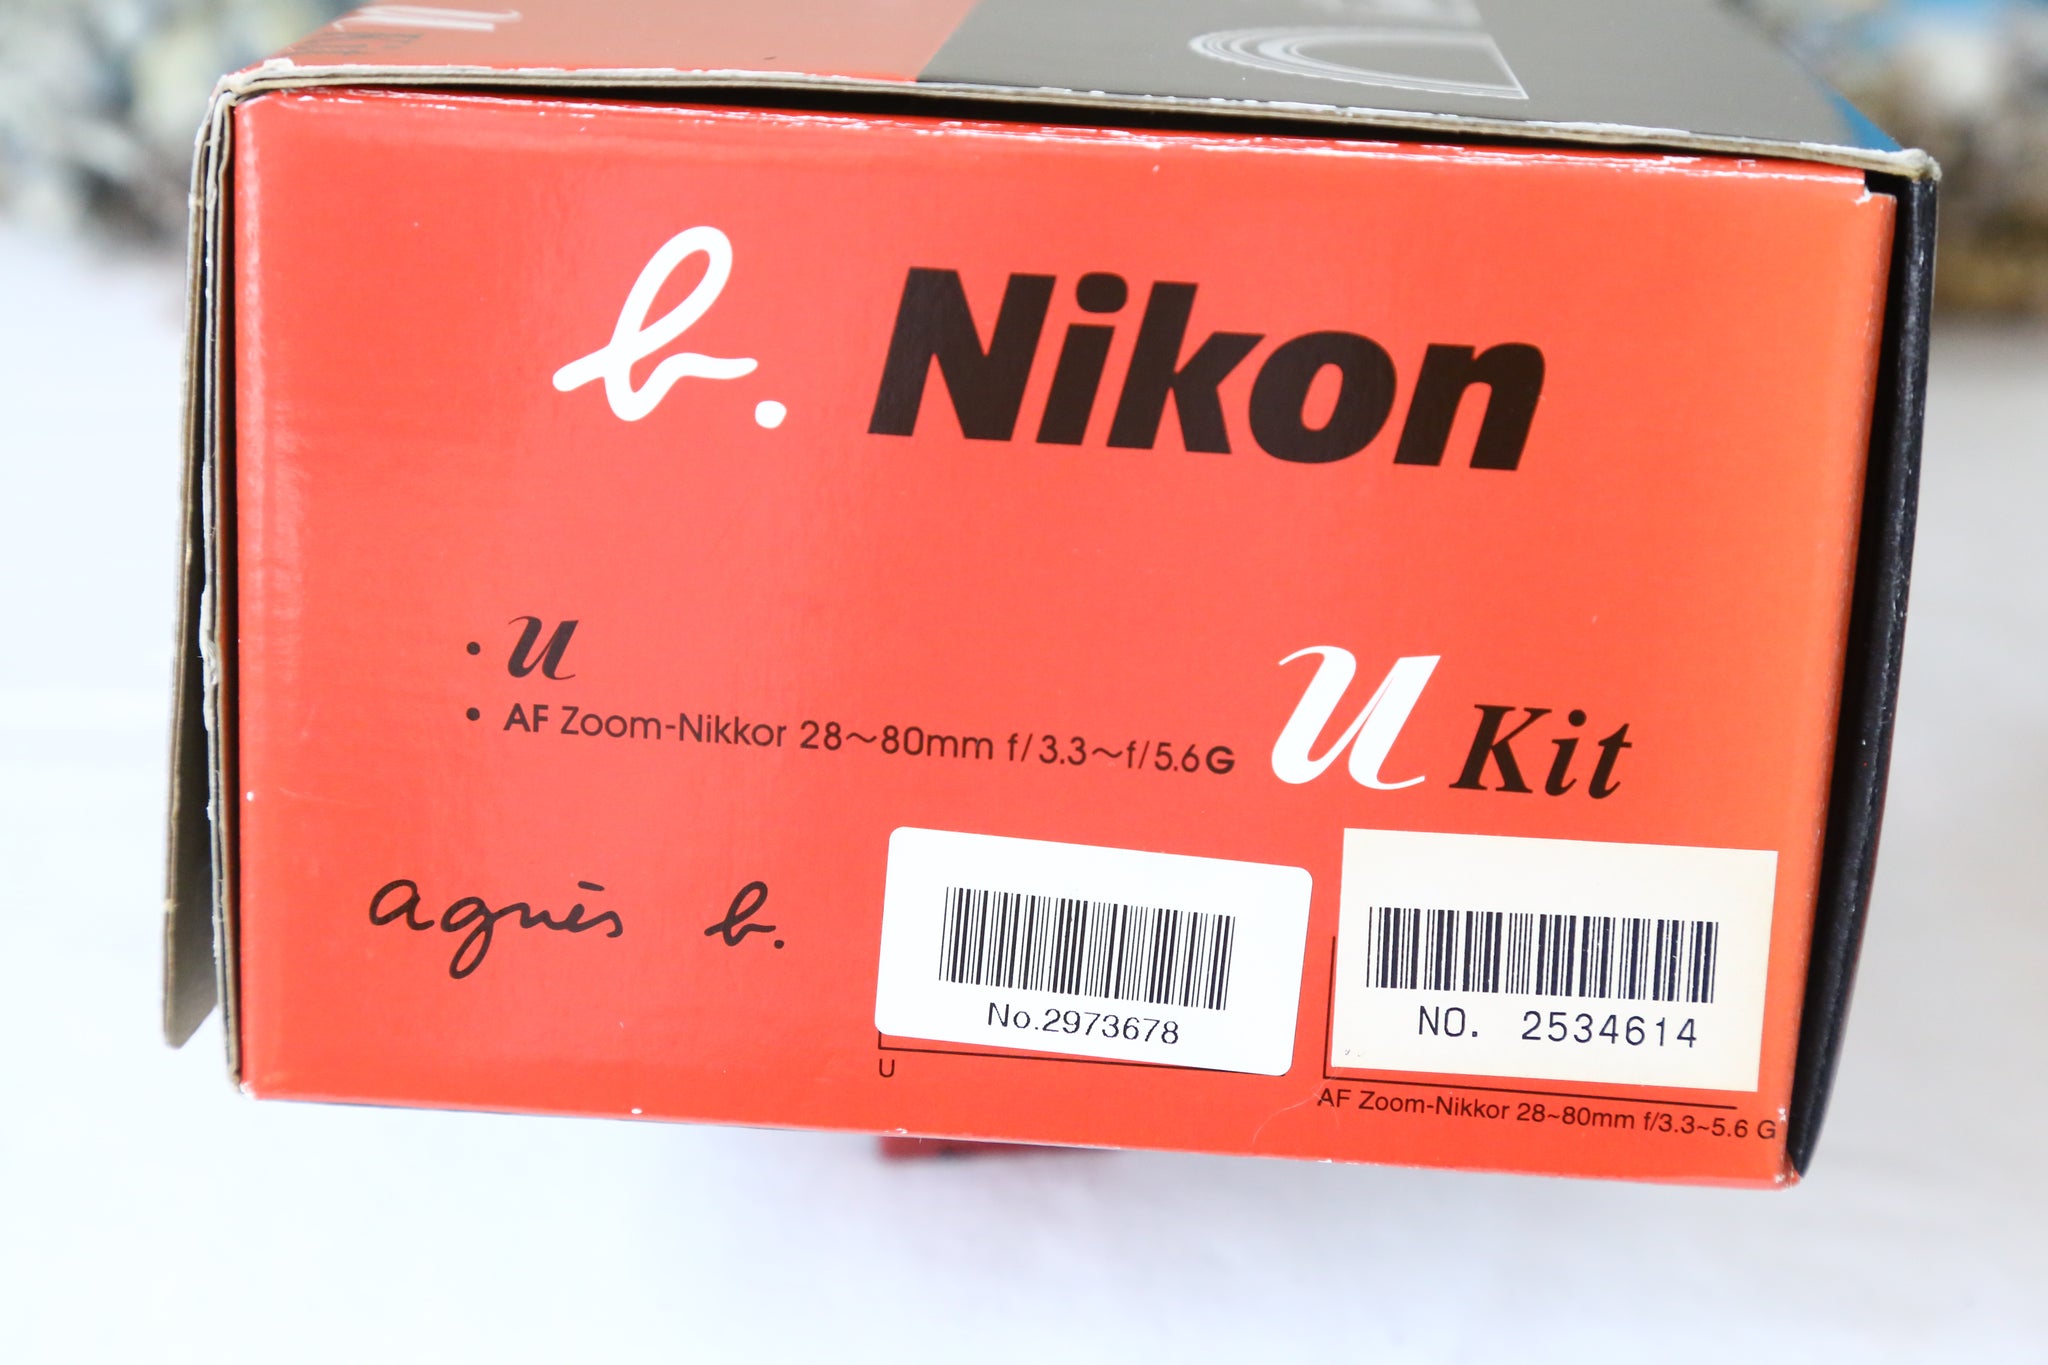 b. Nikon
• u
• AF Zoom-Nikkor 28~80mm f/3.3~f/5.6G
u Kit
agnès b.
No.2973678
U
NO. 2534614
AF Zoom-Nikkor 28~80mm f/3.3~5.6 G